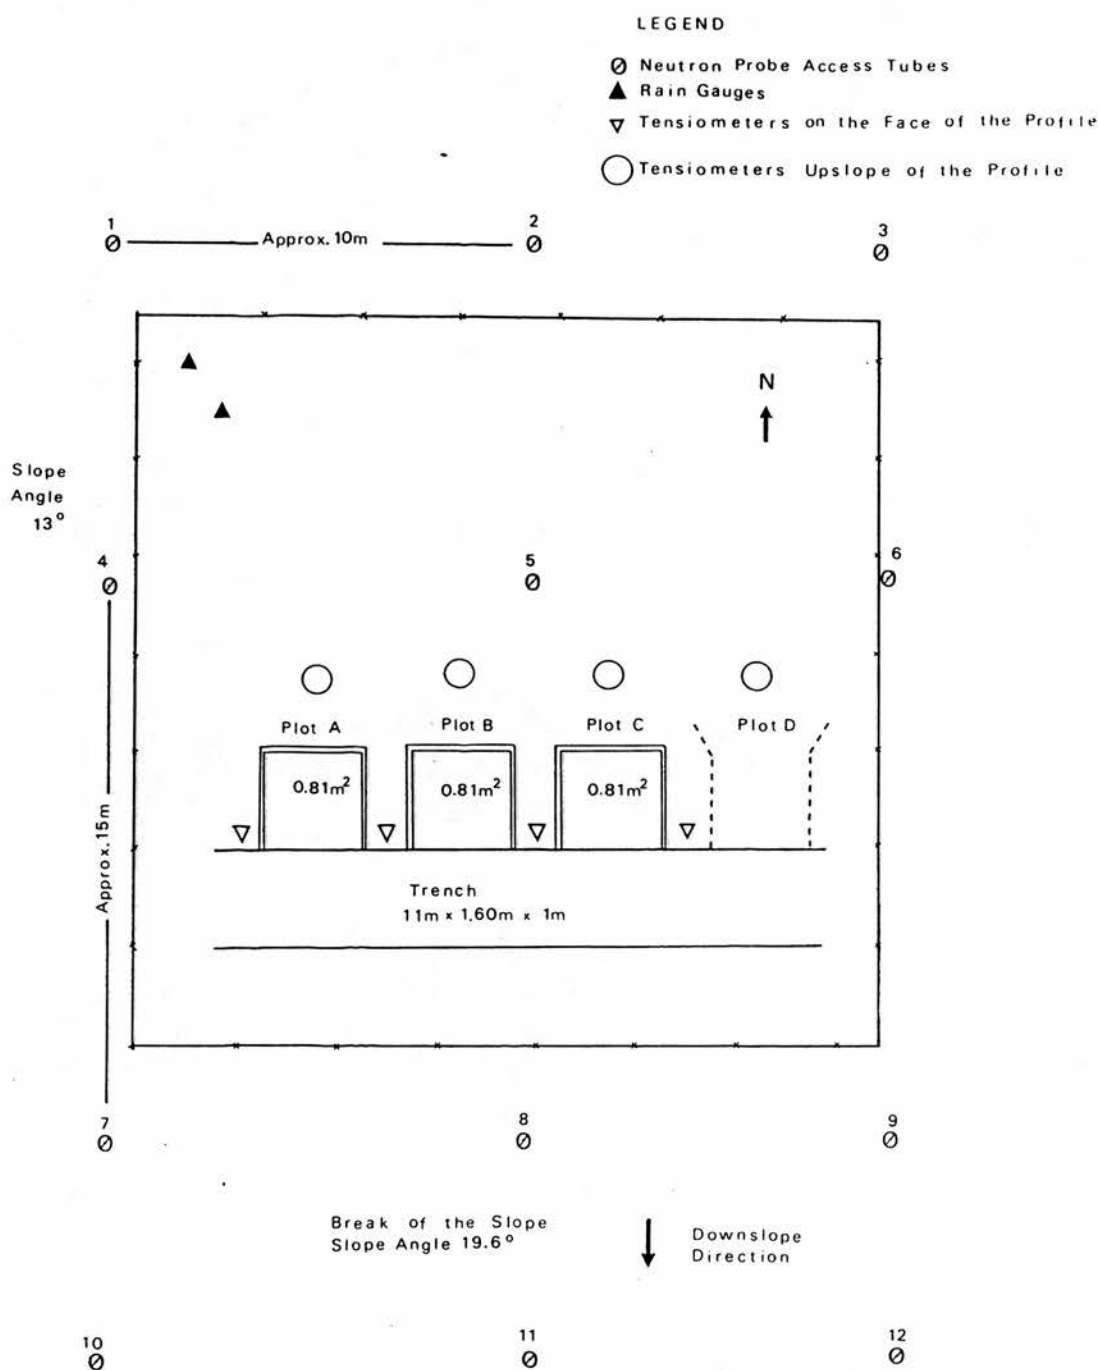 LEGEND
Neutron Probe Access Tubes
Rain Gauges
Tensiometers on the Face of the Profile
Tensiometers Upslope of the Profile
1
2
3
Approx. 10m
N
Slope
Angle
13°
4
5
6
Plot A
Plot B
Plot C
Plot D
0.81m²
0.81m²
0.81m²
Approx. 15m
Trench
11m x 1.60m x 1m
7
8
9
Break of the Slope
Slope Angle 19.6°
Downslope
Direction
10
11
12